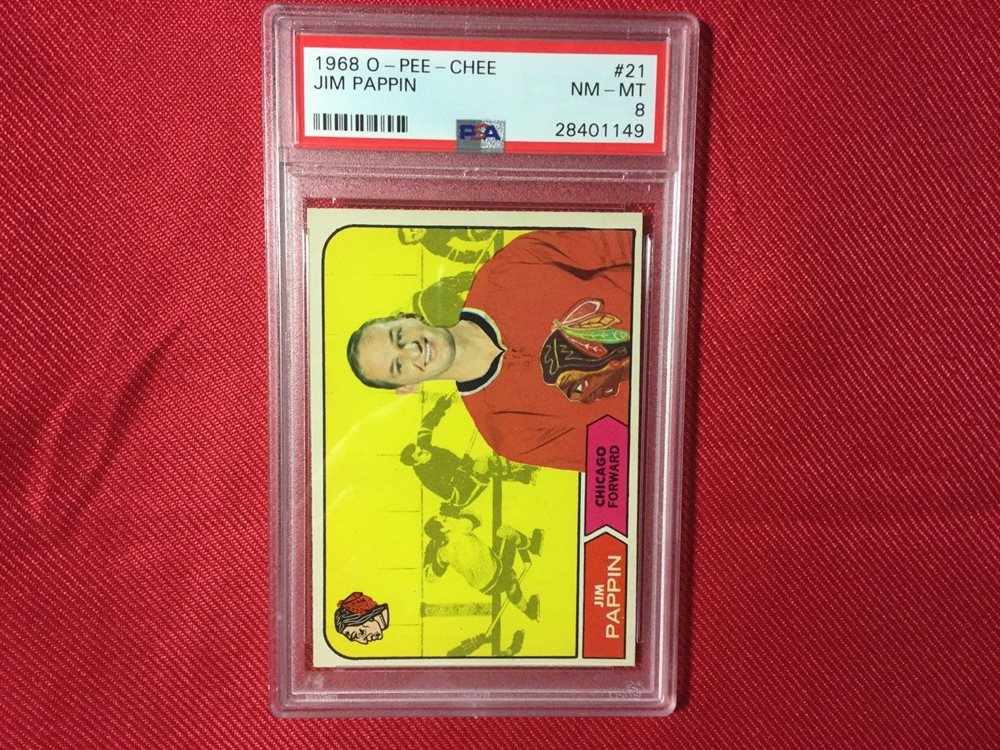 1968 O-PEE-CHEE #21
JIM PAPPIN NM-MT
8
PSA 28401149
CHICAGO
FORWARD
JIM
PAPPIN